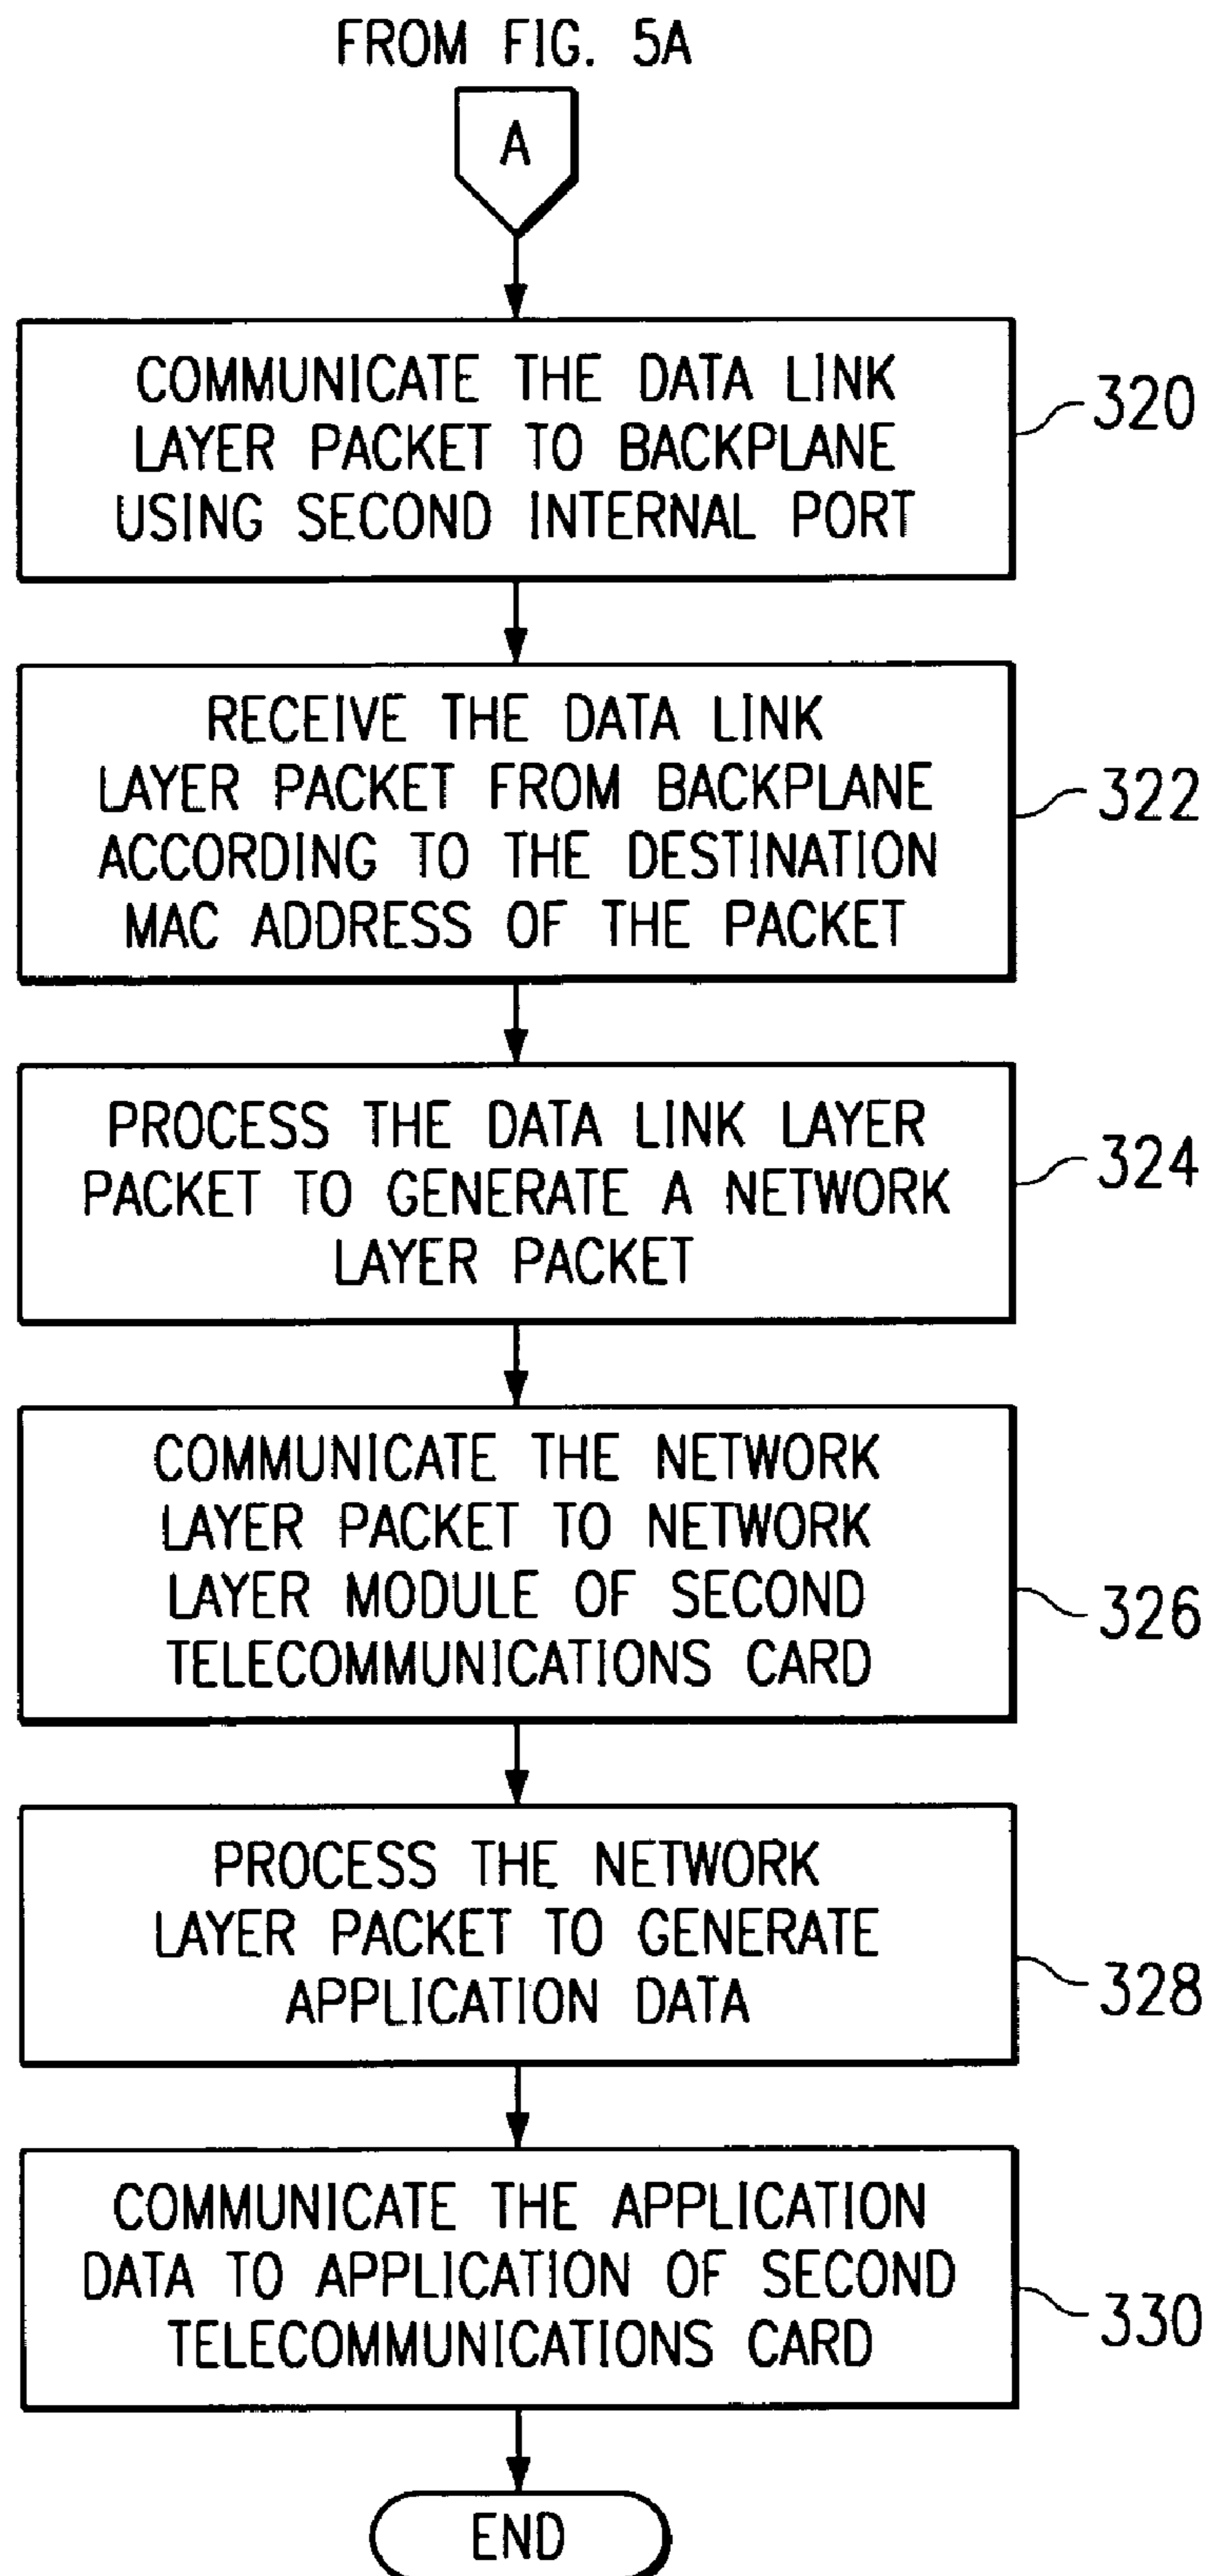 FROM FIG. 5A
A
COMMUNICATE THE DATA LINK
LAYER PACKET TO BACKPLANE
USING SECOND INTERNAL PORT
320
RECEIVE THE DATA LINK
LAYER PACKET FROM BACKPLANE
ACCORDING TO THE DESTINATION
MAC ADDRESS OF THE PACKET
322
PROCESS THE DATA LINK LAYER
PACKET TO GENERATE A NETWORK
LAYER PACKET
324
COMMUNICATE THE NETWORK
LAYER PACKET TO NETWORK
LAYER MODULE OF SECOND
TELECOMMUNICATIONS CARD
326
PROCESS THE NETWORK
LAYER PACKET TO GENERATE
APPLICATION DATA
328
COMMUNICATE THE APPLICATION
DATA TO APPLICATION OF SECOND
TELECOMMUNICATIONS CARD
330
END